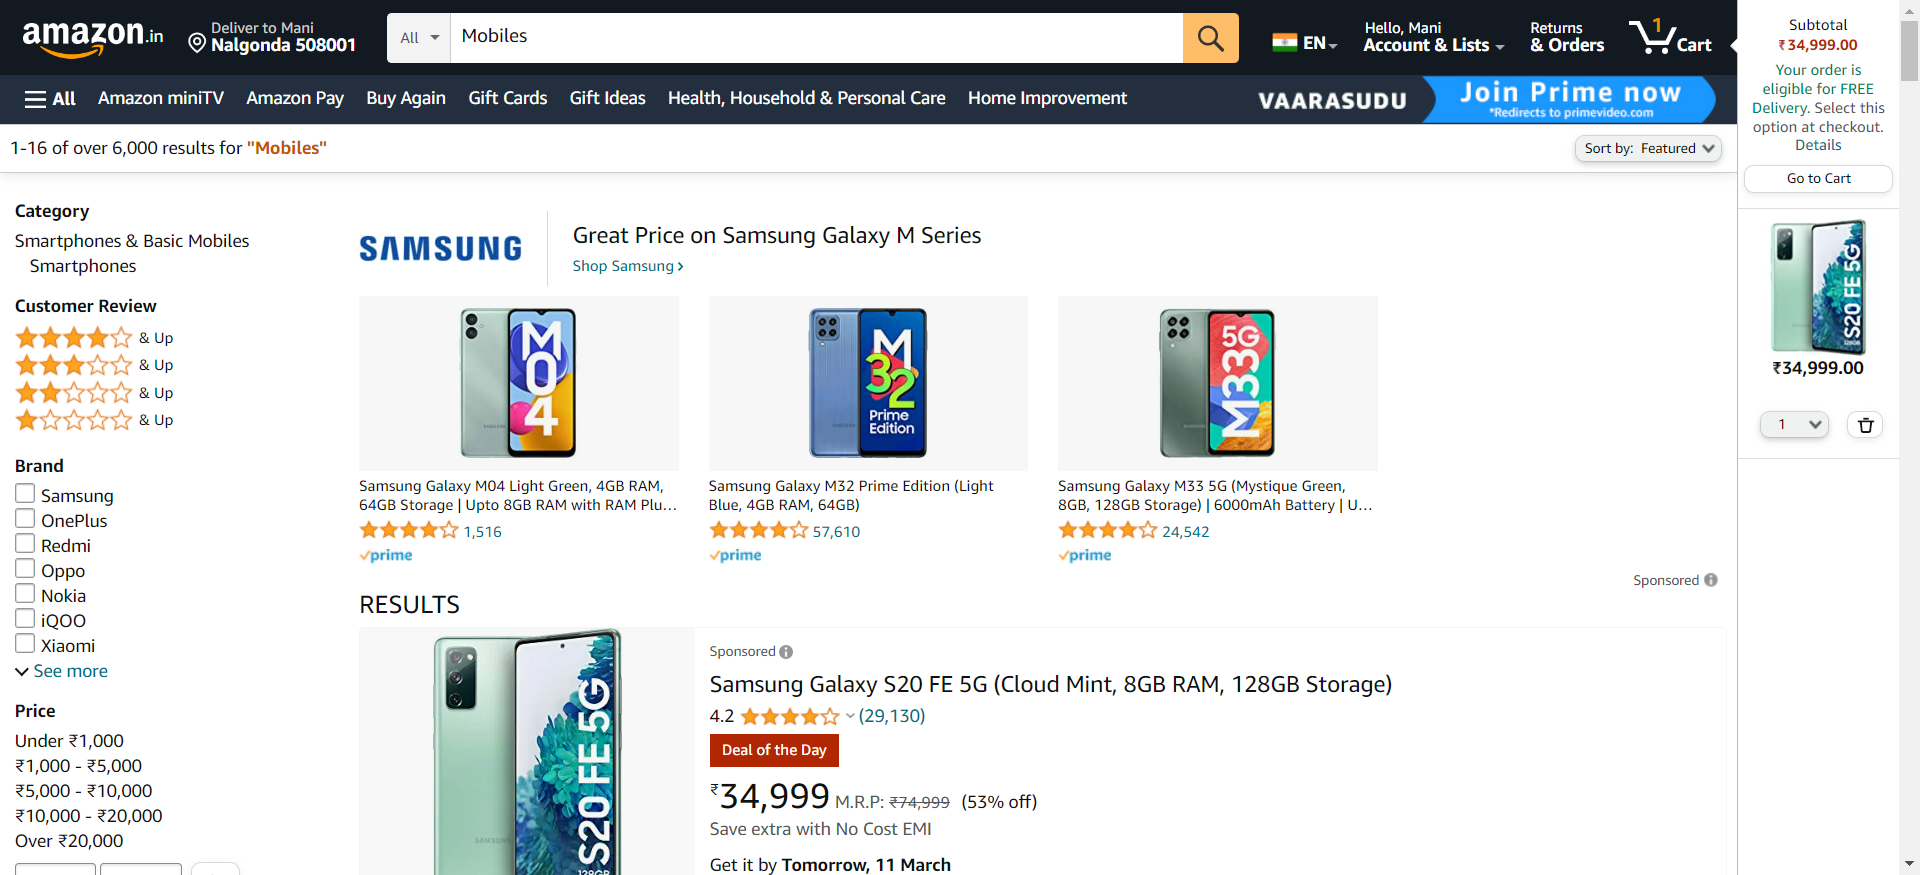 amazon.in
Deliver to Mani
Nalgonda 508001
All
Mobiles
EN
Hello, Mani
Account & Lists
Returns
& Orders
1
Cart
All
Amazon miniTV
Amazon Pay
Buy Again
Gift Cards
Gift Ideas
Health, Household & Personal Care
Home Improvement
VAARASUDU
Join Prime now
*Redirects to primevideo.com
1-16 of over 6,000 results for "Mobiles"
Sort by: Featured
Category
Smartphones & Basic Mobiles
Smartphones
Customer Review
& Up
& Up
& Up
& Up
Brand
Samsung
OnePlus
Redmi
Oppo
Nokia
iQOO
Xiaomi
See more
Price
Under ₹1,000
₹1,000 - ₹5,000
₹5,000 - ₹10,000
₹10,000 - ₹20,000
Over ₹20,000
SAMSUNG
Great Price on Samsung Galaxy M Series
Shop Samsung
M04
SAMSUNG
Samsung Galaxy M04 Light Green, 4GB RAM,
64GB Storage | Upto 8GB RAM with RAM Plu...
1,516
prime
M32
Prime
Edition
SAMSUNG
Samsung Galaxy M32 Prime Edition (Light
Blue, 4GB RAM, 64GB)
57,610
prime
5G
M33
SAMSUNG
Samsung Galaxy M33 5G (Mystique Green,
8GB, 128GB Storage) | 6000mAh Battery | U...
24,542
prime
Sponsored
RESULTS
SAMSUNG
S20 FE 5G
128GB
Sponsored
Samsung Galaxy S20 FE 5G (Cloud Mint, 8GB RAM, 128GB Storage)
4.2
(29,130)
Deal of the Day
₹34,999 M.R.P: ₹74,999 (53% off)
Save extra with No Cost EMI
Get it by Tomorrow, 11 March
Subtotal
₹34,999.00
Your order is
eligible for FREE
Delivery. Select this
option at checkout.
Details
Go to Cart
S20 FE 5G
128GB
₹34,999.00
1